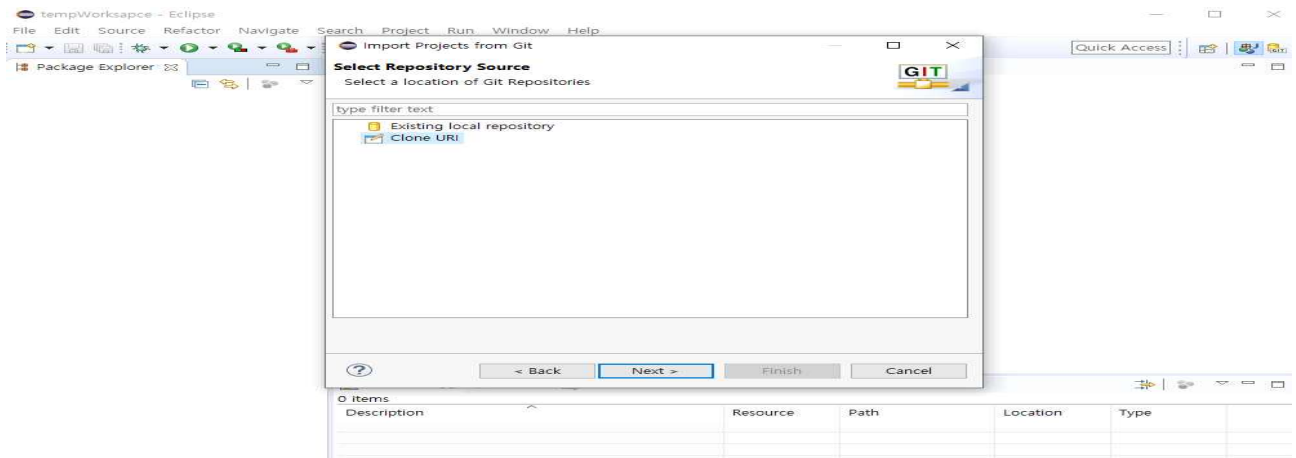 tempWorksapce - Eclipse
File Edit Source Refactor Navigate Search Project Run Window Help
Import Projects from Git
Quick Access
Package Explorer
Select Repository Source
Select a location of Git Repositories
GIT
type filter text
Existing local repository
Clone URI
< Back Next > Finish Cancel
0 items
Description Resource Path Location Type